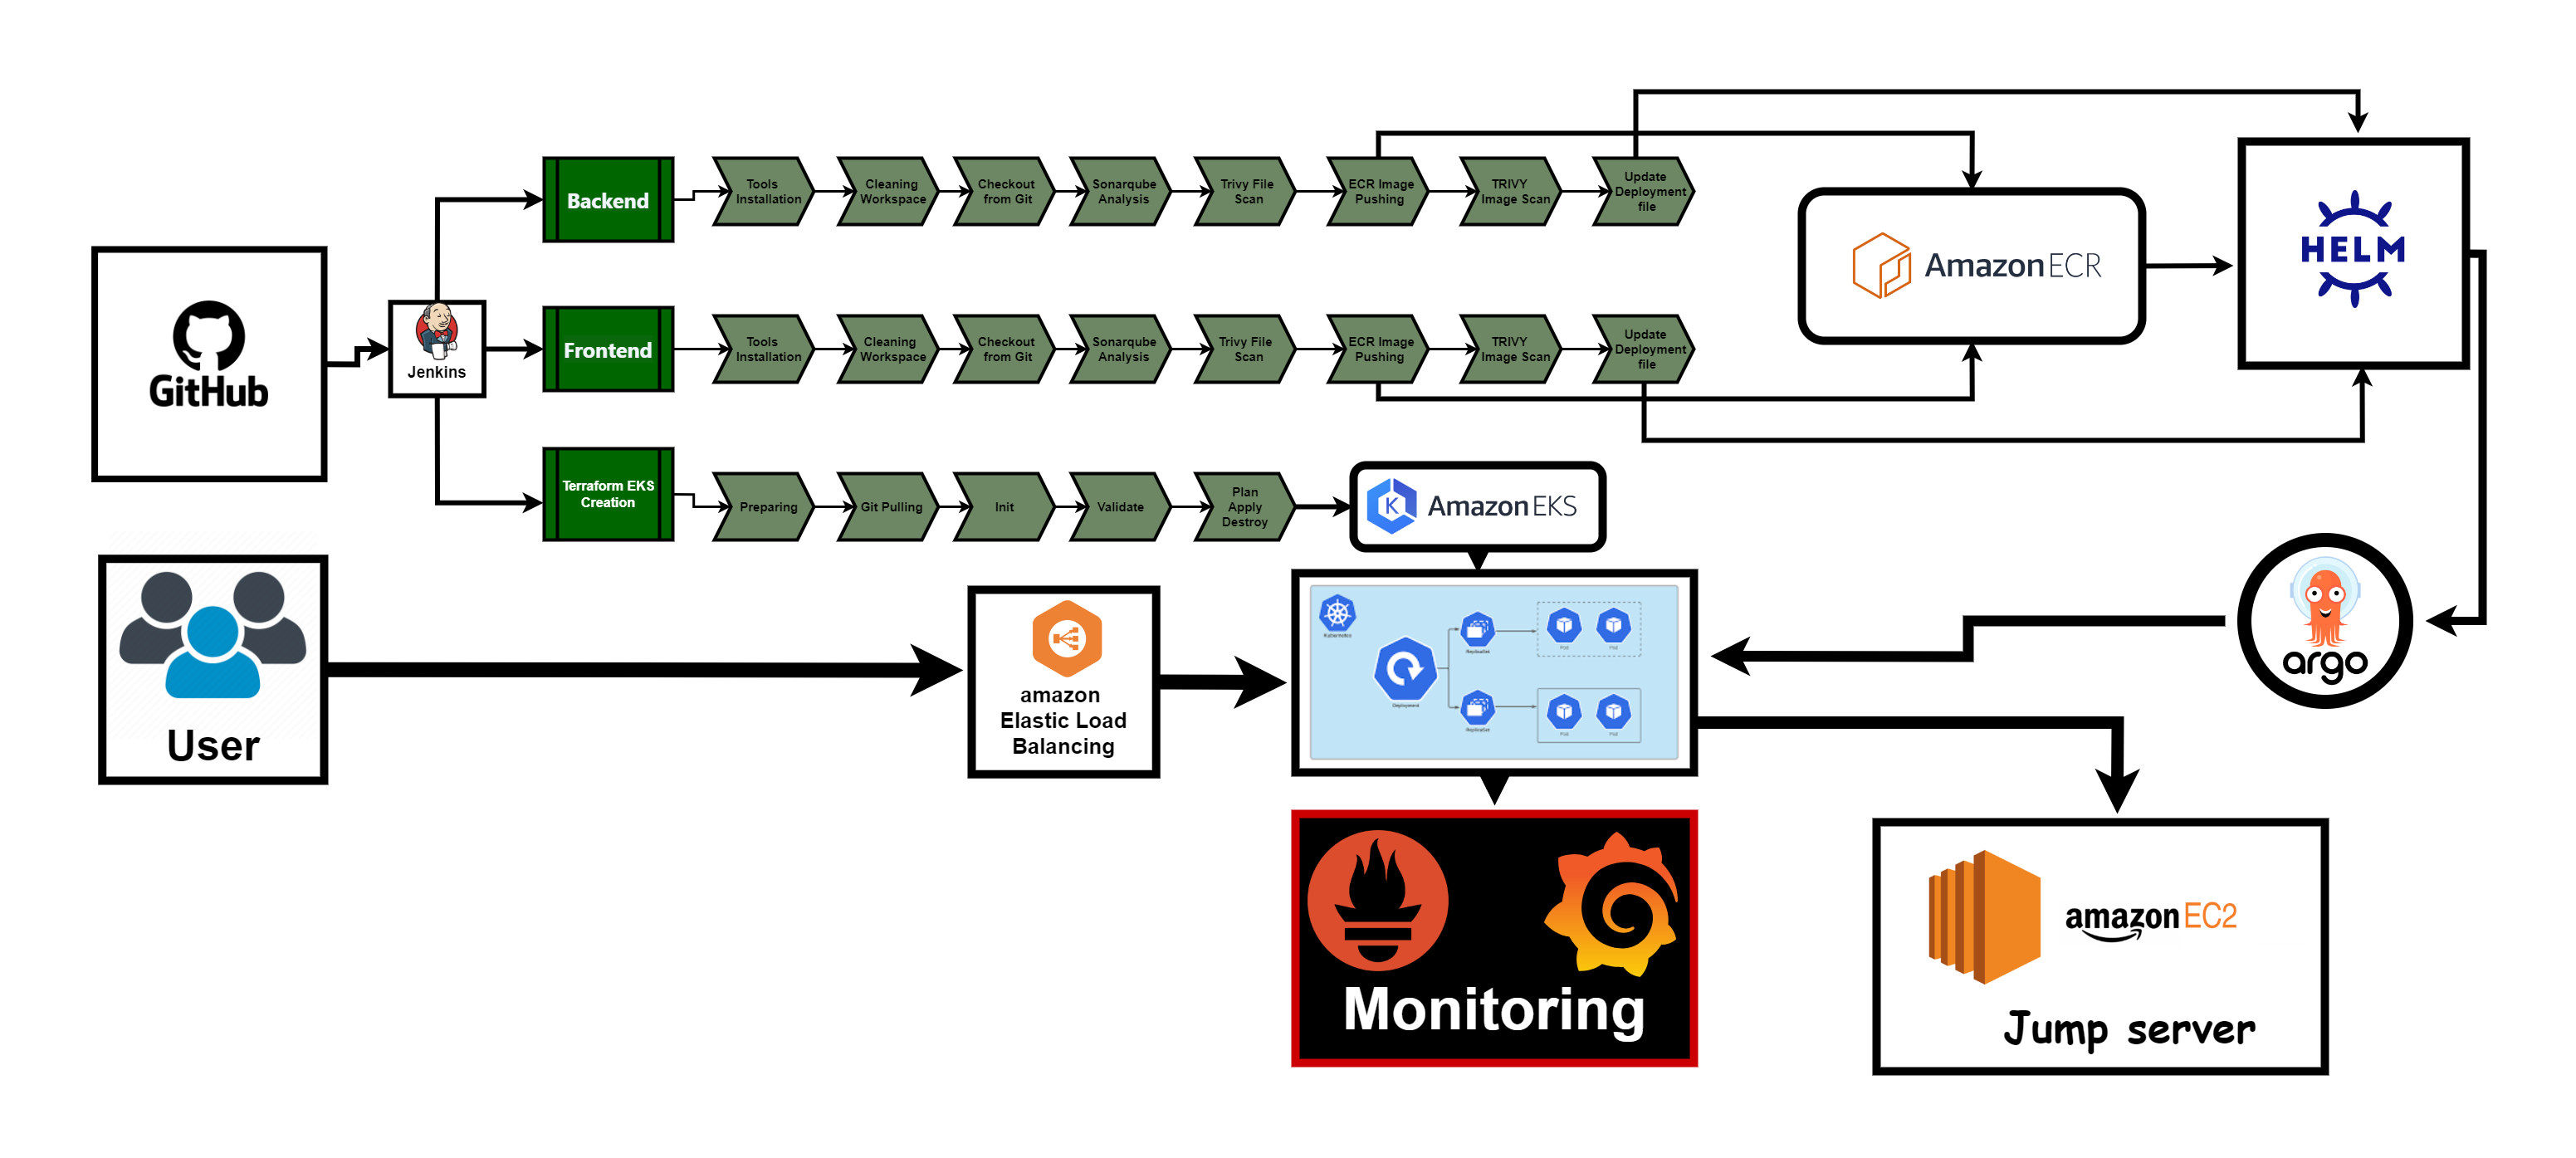 Backend
Tools
Installation
Cleaning
Workspace
Checkout
from Git
Sonarqube
Analysis
Trivy File
Scan
ECR Image
Pushing
TRIVY
Image Scan
Update
Deployment
file
Amazon ECR
HELM
GitHub
Jenkins
Frontend
Tools
Installation
Cleaning
Workspace
Checkout
from Git
Sonarqube
Analysis
Trivy File
Scan
ECR Image
Pushing
TRIVY
Image Scan
Update
Deployment
file
Terraform EKS
Creation
Preparing
Git Pulling
Init
Validate
Plan
Apply
Destroy
K
Amazon EKS
User
amazon
Elastic Load
Balancing
Kubernetes
Deployment
ReplicaSet
Pod
Pod
ReplicaSet
Pod
Pod
argo
Monitoring
amazon EC2
Jump server